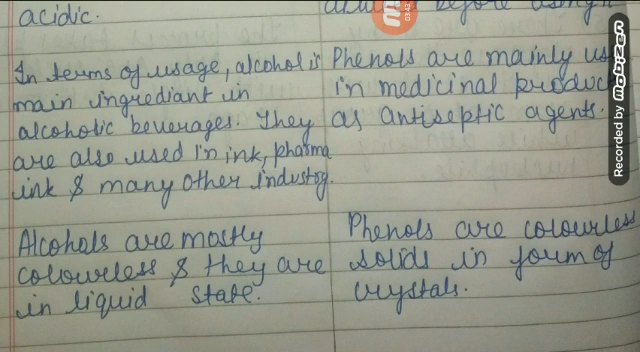 acidic.
before using
In terms of usage, alcohol is
main ingrediant in
alcoholic beverages. They
are also used in ink, pharma
ink & many other industry.
Phenols are mainly us
in medicinal produc
as antiseptic agents.
Alcohols are mostly
colourless & they are
in liquid state.
Phenols are colourless
solids in form of
crystals.
Recorded by mobizen